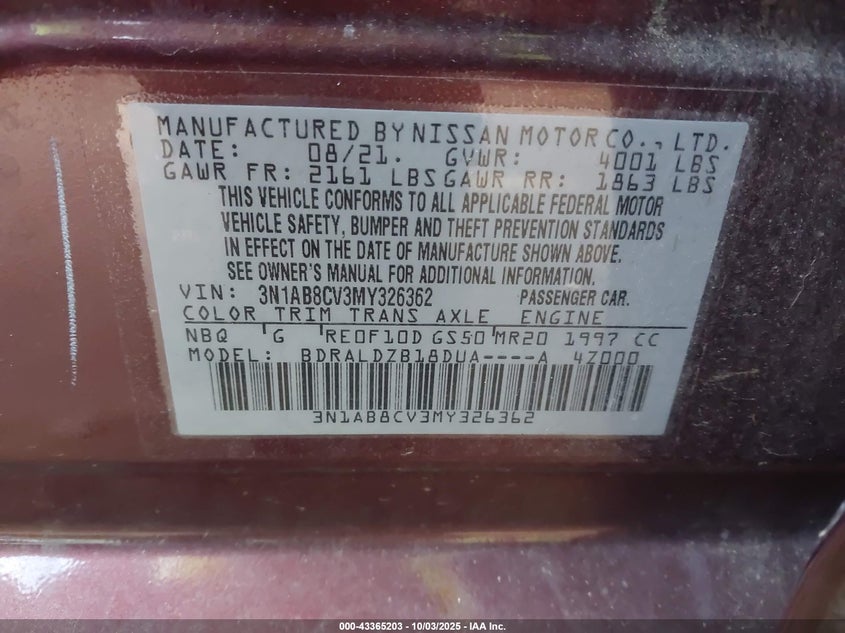 MANUFACTURED BY NISSAN MOTOR CO., LTD.
DATE: 08/21. GVWR: 4001 LBS
GAWR FR: 2161 LBS GAWR RR: 1863 LBS
THIS VEHICLE CONFORMS TO ALL APPLICABLE FEDERAL MOTOR
VEHICLE SAFETY, BUMPER AND THEFT PREVENTION STANDARDS
IN EFFECT ON THE DATE OF MANUFACTURE SHOWN ABOVE.
SEE OWNER'S MANUAL FOR ADDITIONAL INFORMATION.
VIN: 3N1AB8CV3MY326362 PASSENGER CAR.
COLOR TRIM TRANS AXLE ENGINE
NBQ G RE0F10D GS50 MR20 1997 CC
MODEL: BDRALDZB18DUA----A 4Z000
3N1AB8CV3MY326362
000-43365203 - 10/03/2025 - IAA Inc.